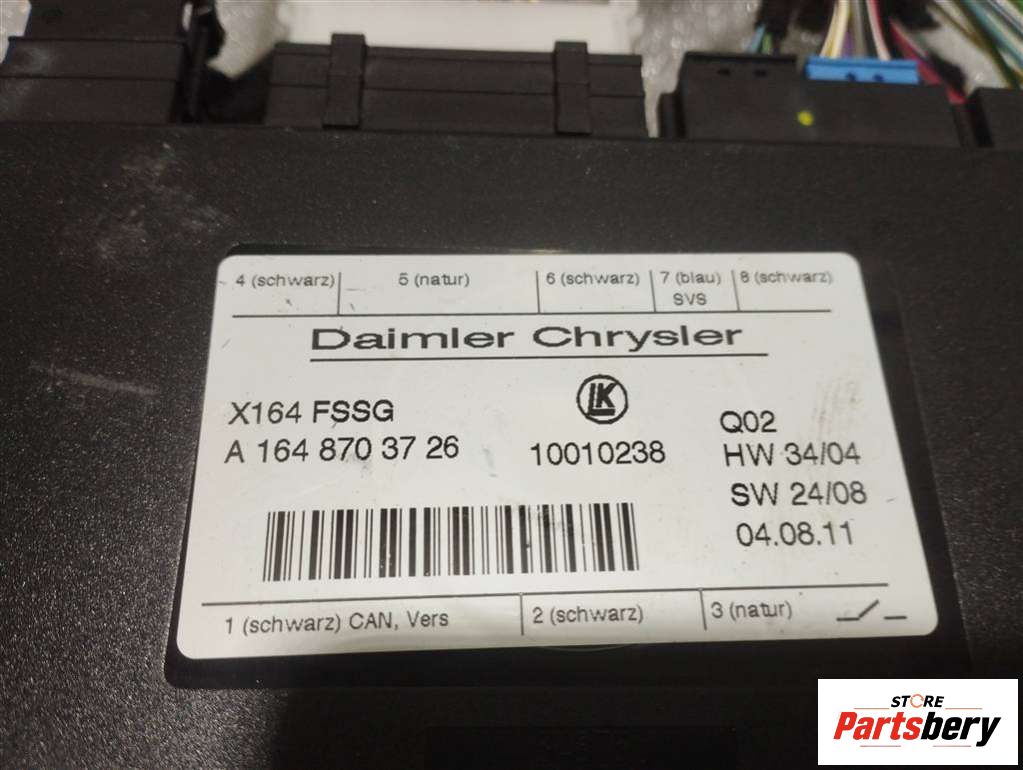 4 (schwarz) 5 (natur) 6 (schwarz) 7 (blau) 8 (schwarz)
SVS
Daimler Chrysler
LK
X164 FSSG
Q02
A 164 870 37 26 10010238 HW 34/04
SW 24/08
04.08.11
1 (schwarz) CAN, Vers 2 (schwarz) 3 (natur)
STORE
Partsbery